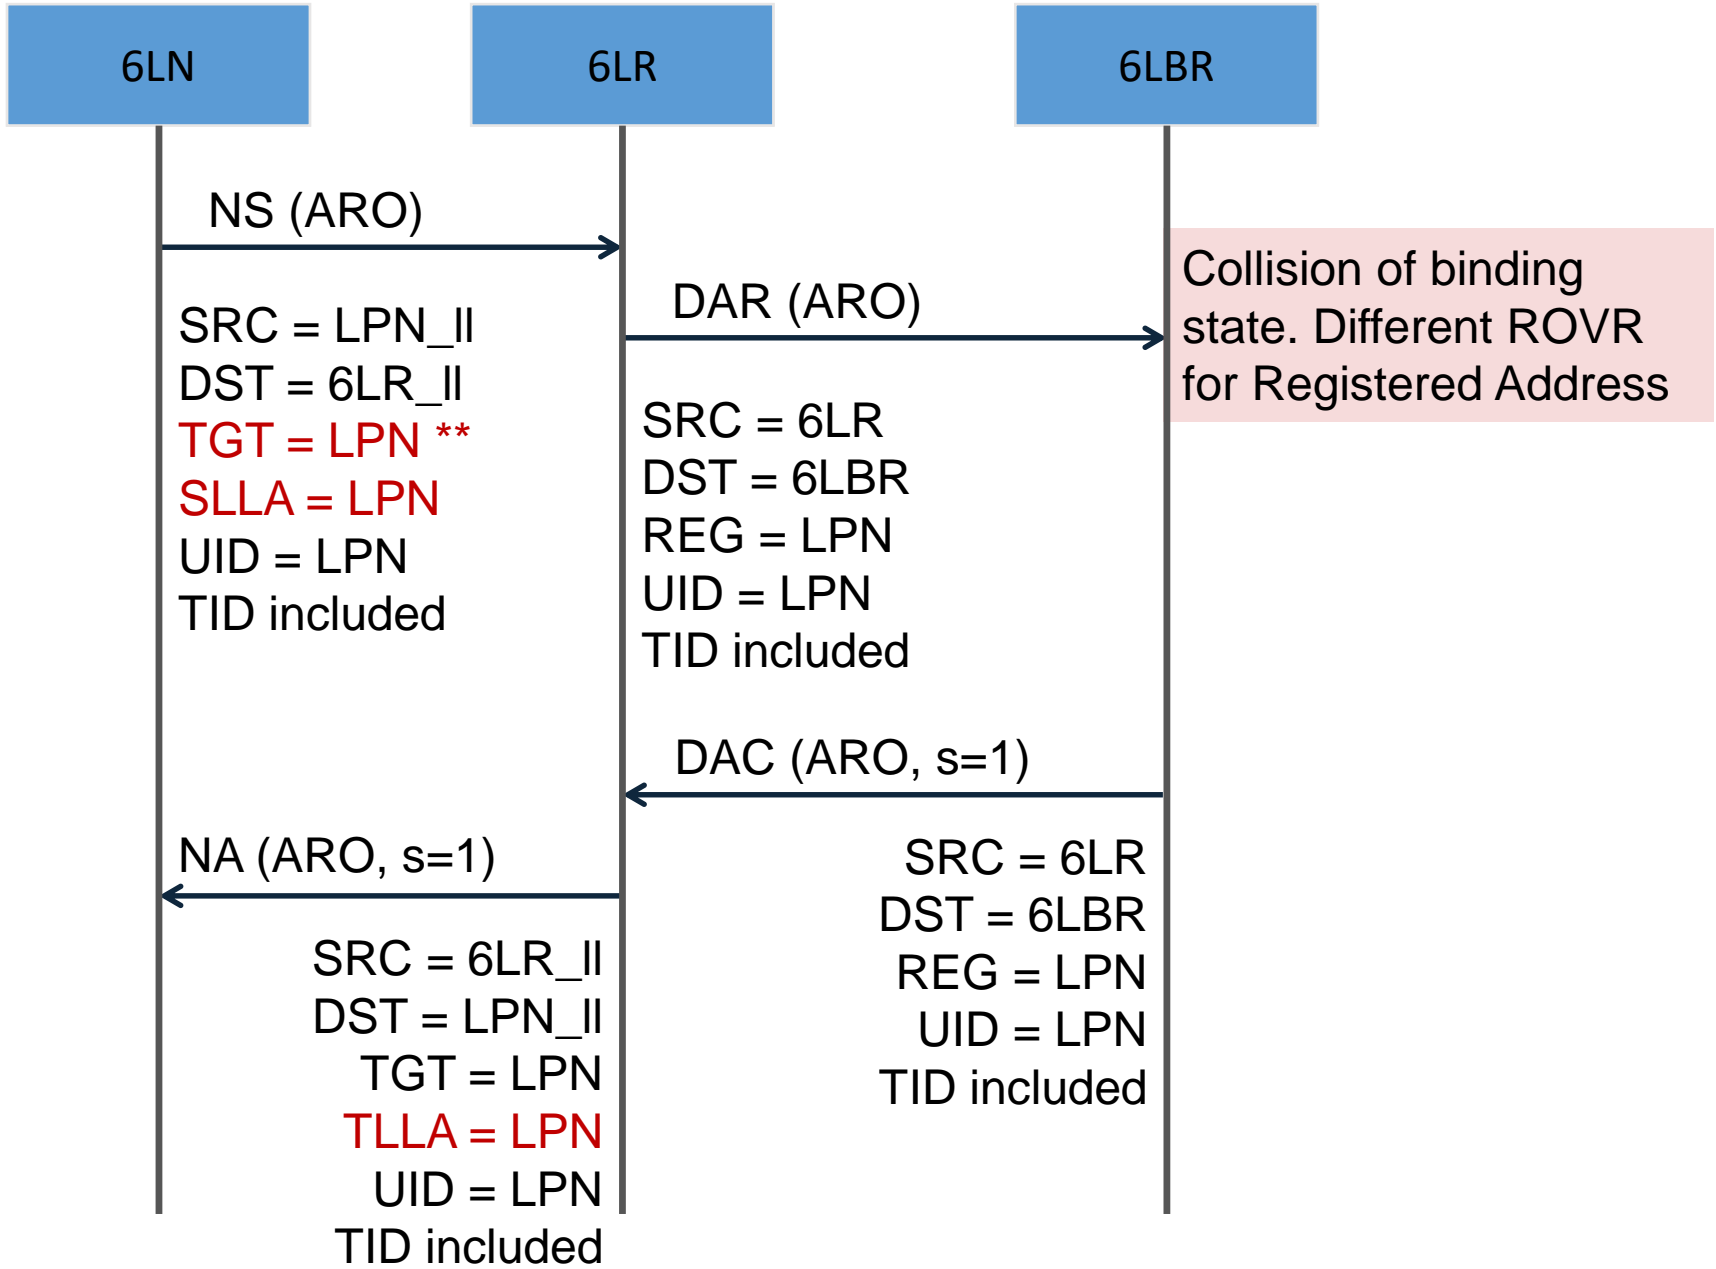 6LN
6LR
6LBR
NS (ARO)
SRC = LPN_ll
DST = 6LR_ll
TGT = LPN **
SLLA = LPN
UID = LPN
TID included
DAR (ARO)
SRC = 6LR
DST = 6LBR
REG = LPN
UID = LPN
TID included
Collision of binding
state. Different ROVR
for Registered Address
DAC (ARO, s=1)
SRC = 6LR
DST = 6LBR
REG = LPN
UID = LPN
TID included
NA (ARO, s=1)
SRC = 6LR_ll
DST = LPN_ll
TGT = LPN
TLLA = LPN
UID = LPN
TID included